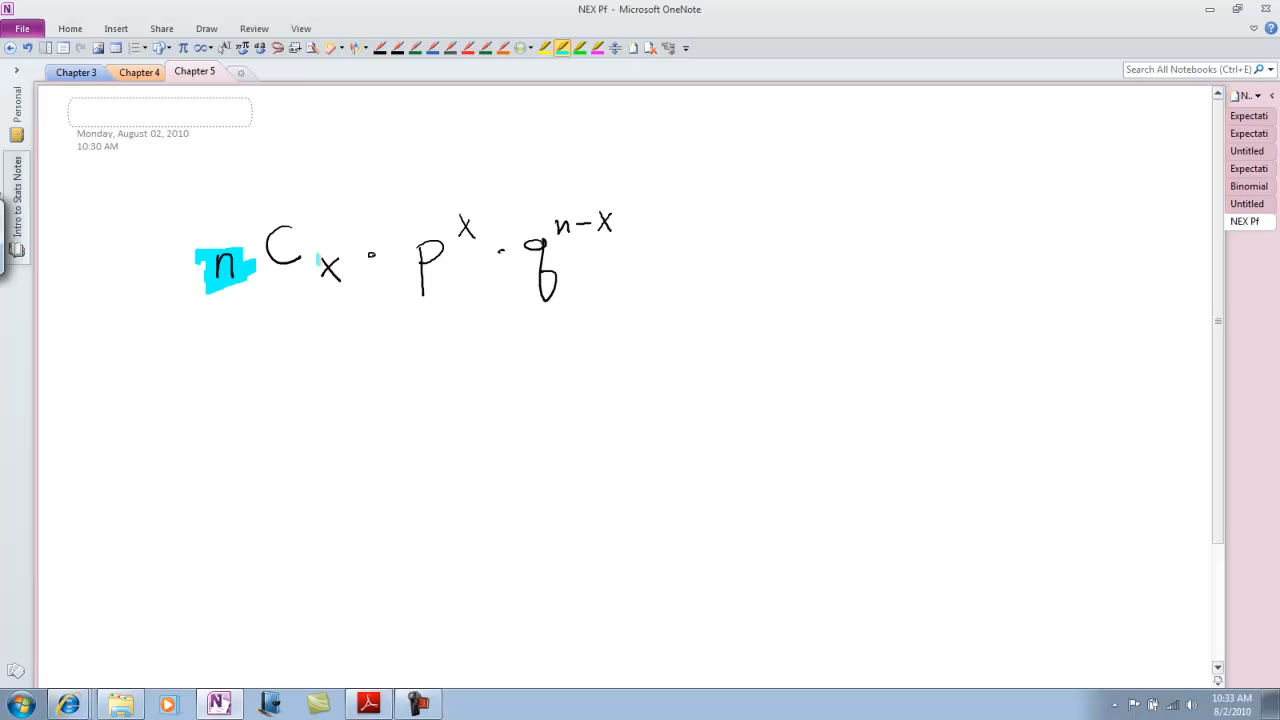 NEX Pf - Microsoft OneNote
File Home Insert Share Draw Review View
Chapter 3 Chapter 4 Chapter 5
Search All Notebooks (Ctrl+E)
N..
Personal
Intro to Stats Notes
Monday, August 02, 2010
10:30 AM
n C x · p^x · q^(n-x)
Expectati
Expectati
Untitled
Expectati
Binomial
Untitled
NEX Pf
10:33 AM
8/2/2010